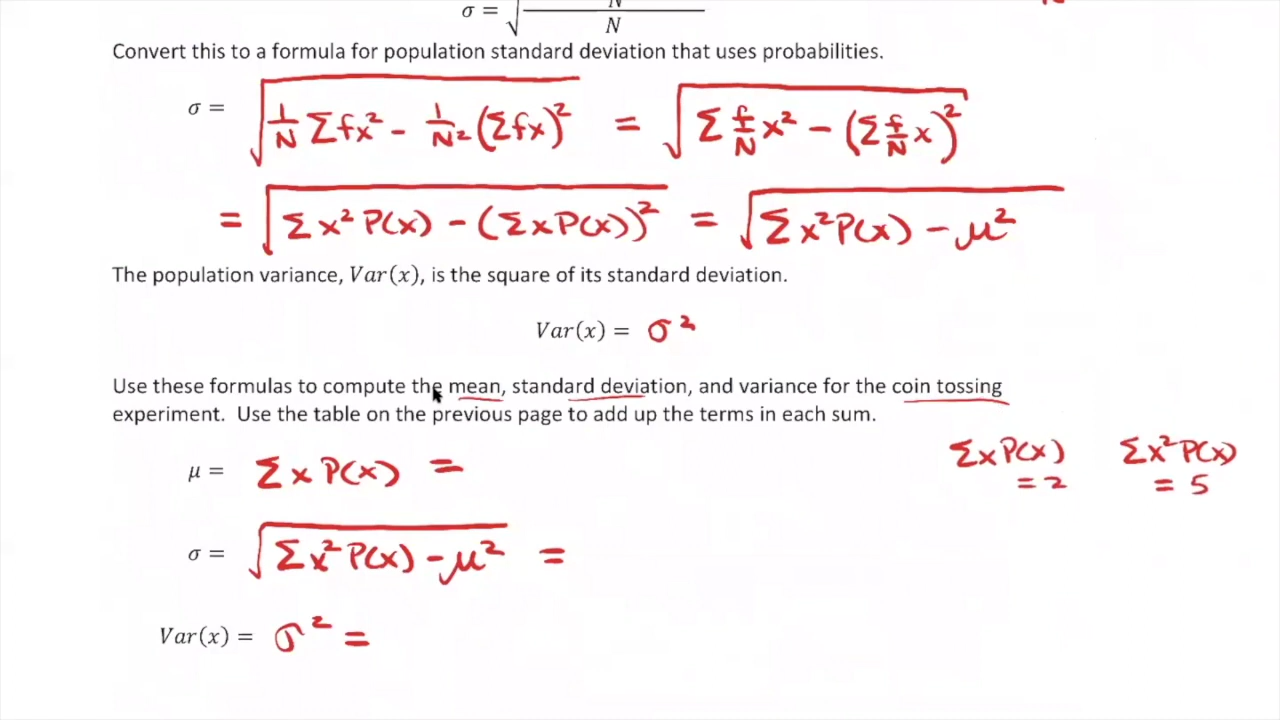 σ = √ N / N
Convert this to a formula for population standard deviation that uses probabilities.
σ = √(1/N Σfx² - 1/N² (Σfx)²) = √(Σ f/N x² - (Σ f/N x)²)
= √(Σx²P(x) - (ΣxP(x))²) = √(Σx²P(x) - μ²)
The population variance, Var(x), is the square of its standard deviation.
Var(x) = σ²
Use these formulas to compute the mean, standard deviation, and variance for the coin tossing
experiment. Use the table on the previous page to add up the terms in each sum.
μ = Σx P(x) =
ΣxP(x) = 2
Σx²P(x) = 5
σ = √(Σx²P(x) - μ²) =
Var(x) = σ² =